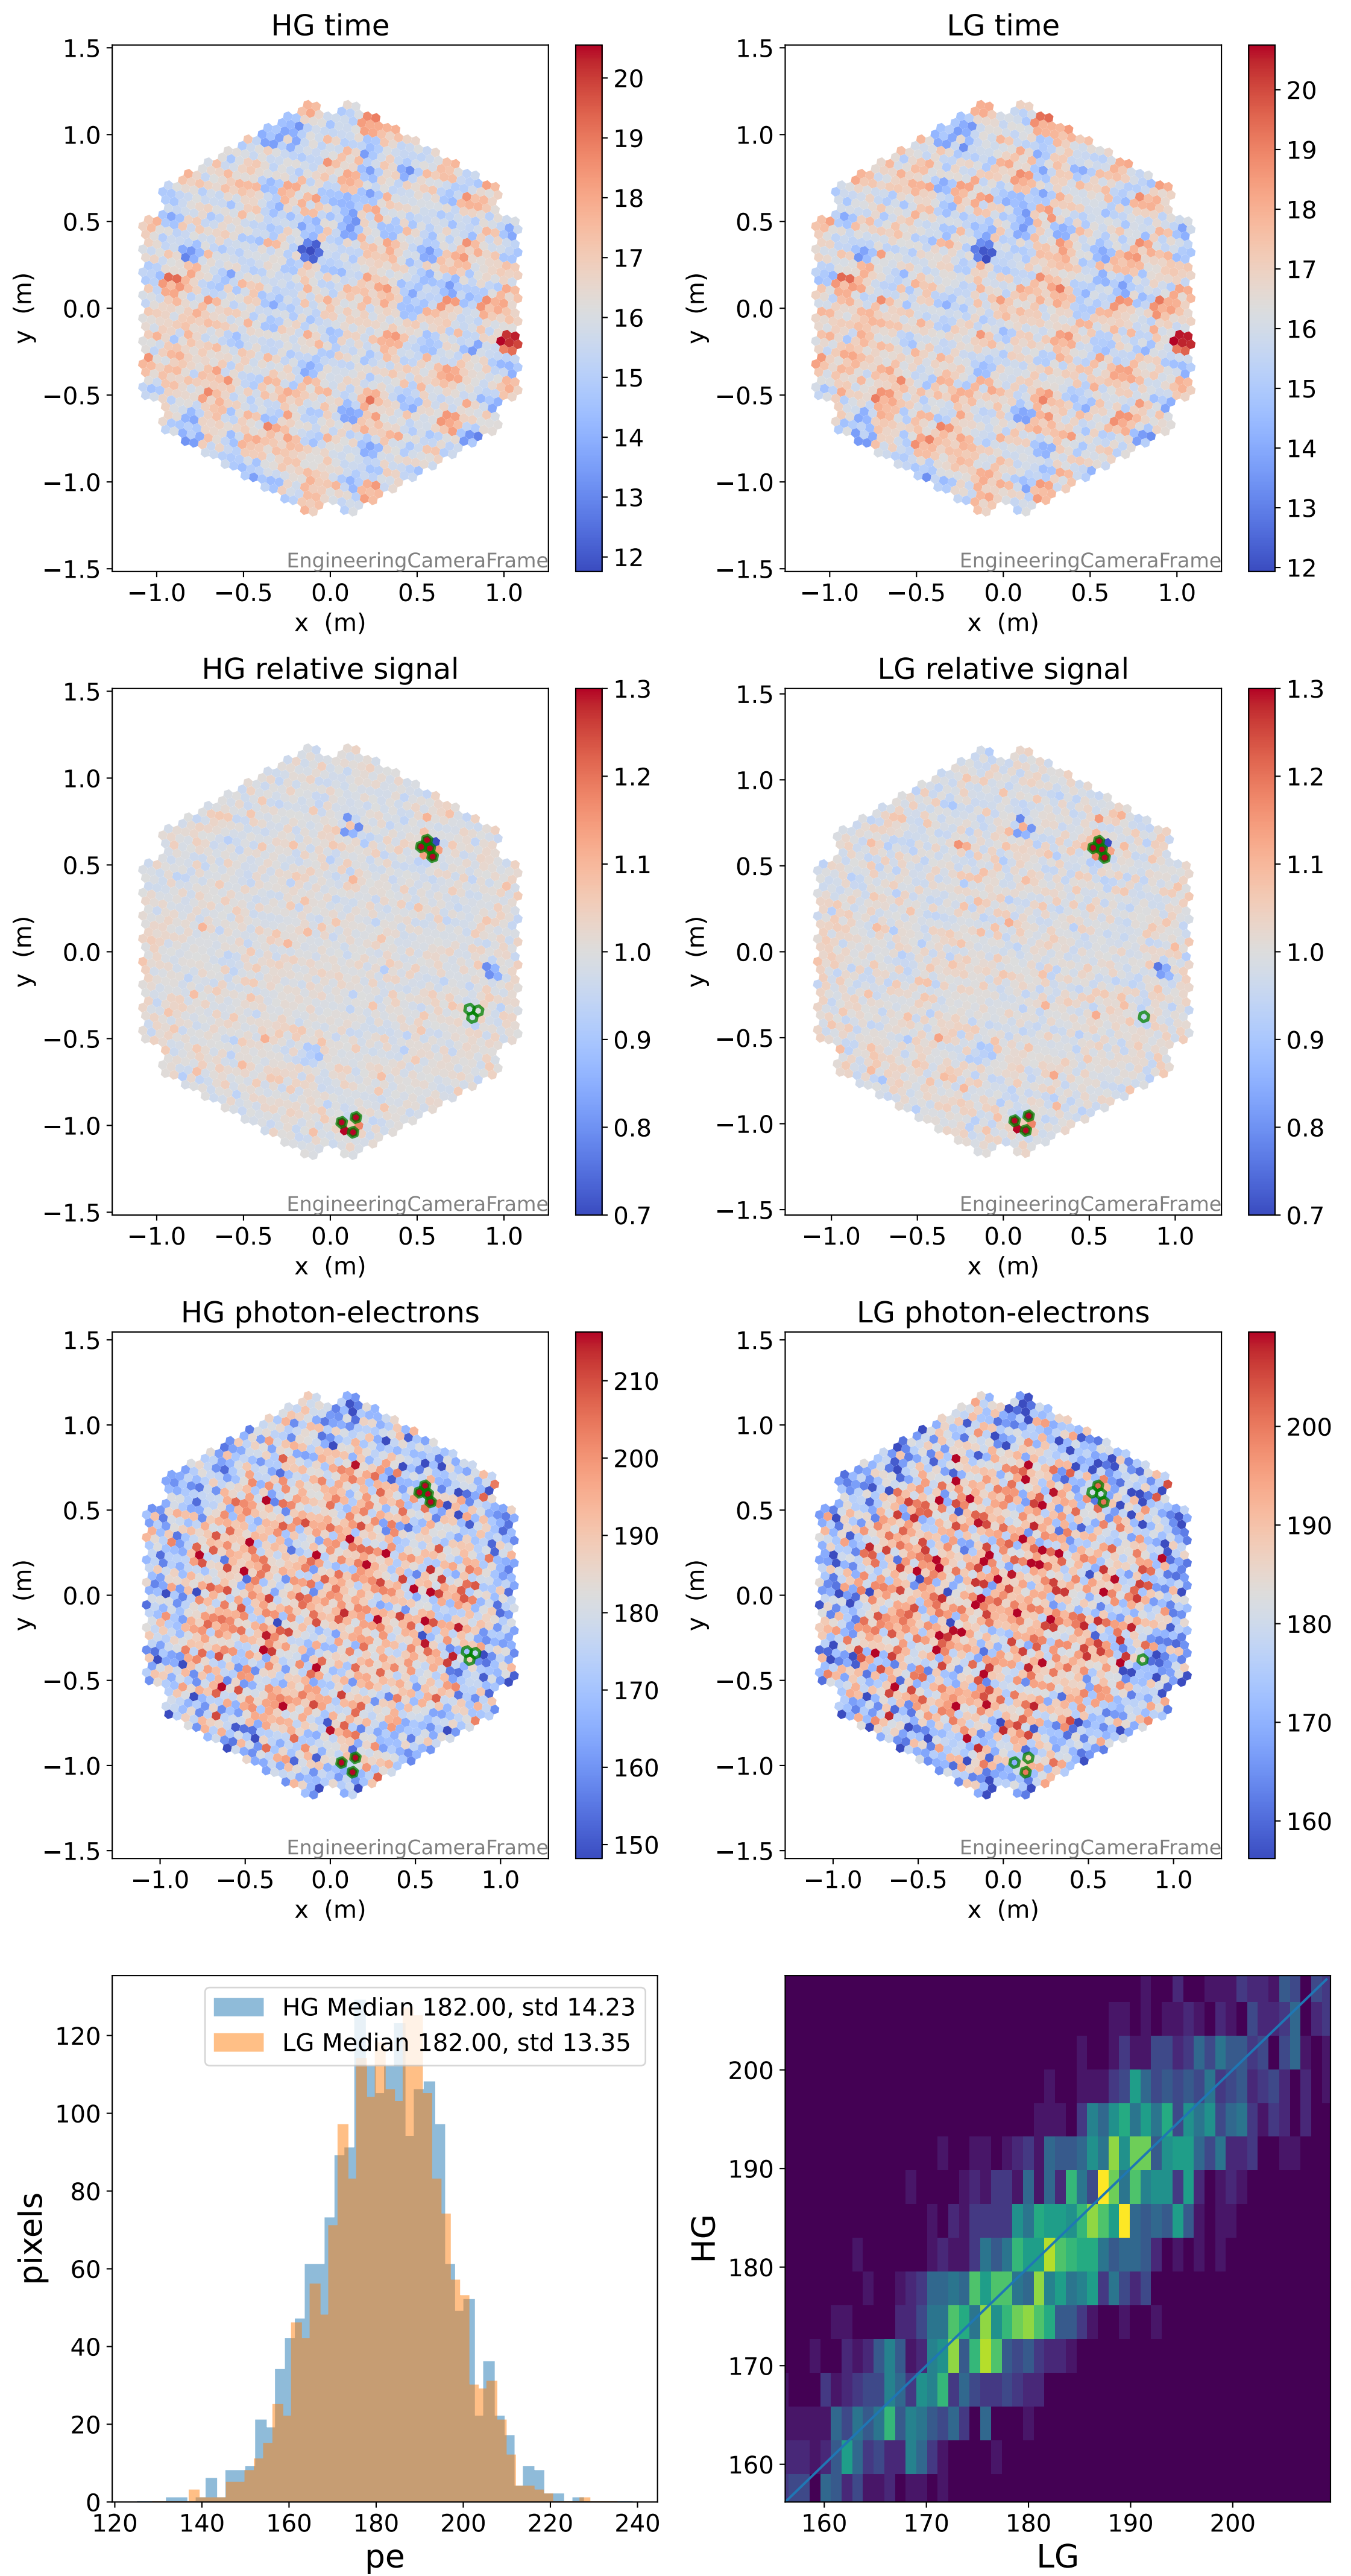 HG time
LG time
1.5
1.0
0.5
0.0
−0.5
−1.0
−1.5
y (m)
−1.0 −0.5 0.0 0.5 1.0
x (m)
EngineeringCameraFrame
20
19
18
17
16
15
14
13
12
1.5
1.0
0.5
0.0
−0.5
−1.0
−1.5
y (m)
−1.0 −0.5 0.0 0.5 1.0
x (m)
EngineeringCameraFrame
20
19
18
17
16
15
14
13
12
HG relative signal
LG relative signal
1.5
1.0
0.5
0.0
−0.5
−1.0
−1.5
y (m)
−1.0 −0.5 0.0 0.5 1.0
x (m)
EngineeringCameraFrame
1.3
1.2
1.1
1.0
0.9
0.8
0.7
1.5
1.0
0.5
0.0
−0.5
−1.0
−1.5
y (m)
−1.0 −0.5 0.0 0.5 1.0
x (m)
EngineeringCameraFrame
1.3
1.2
1.1
1.0
0.9
0.8
0.7
HG photon-electrons
LG photon-electrons
1.5
1.0
0.5
0.0
−0.5
−1.0
−1.5
y (m)
−1.0 −0.5 0.0 0.5 1.0
x (m)
EngineeringCameraFrame
210
200
190
180
170
160
150
1.5
1.0
0.5
0.0
−0.5
−1.0
−1.5
y (m)
−1.0 −0.5 0.0 0.5 1.0
x (m)
EngineeringCameraFrame
200
190
180
170
160
HG Median 182.00, std 14.23
LG Median 182.00, std 13.35
120
100
80
60
40
20
0
pixels
120 140 160 180 200 220 240
pe
200
190
180
170
160
HG
160 170 180 190 200
LG